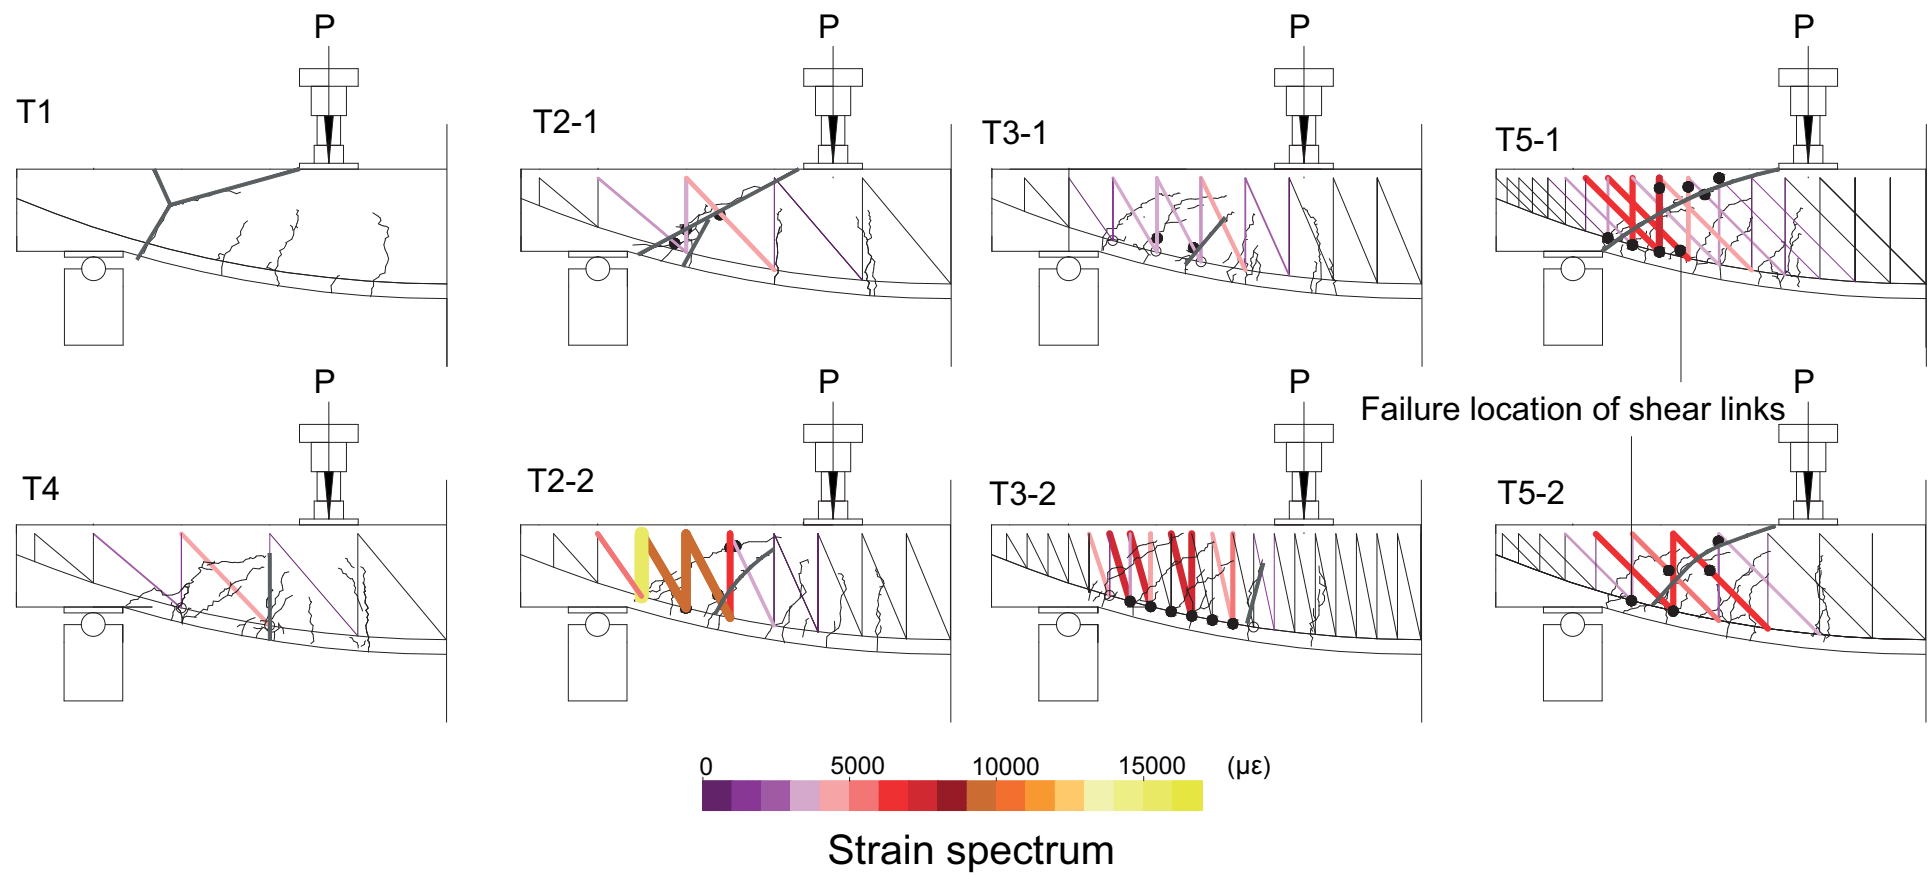 P P P P
T1 T2-1 T3-1 T5-1
P P P P
Failure location of shear links
T4 T2-2 T3-2 T5-2
0 5000 10000 15000 (με)
Strain spectrum